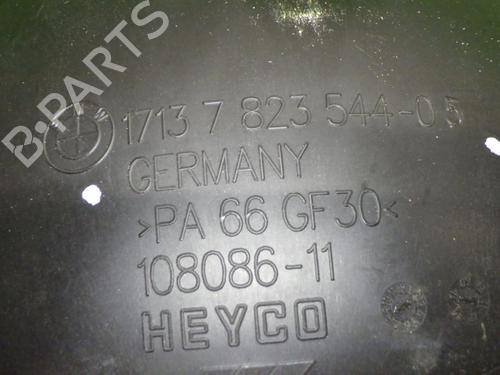 B-PARTS
1713 7 823 544-05
GERMANY
>PA 66 GF30<
108086-11
HEYCO